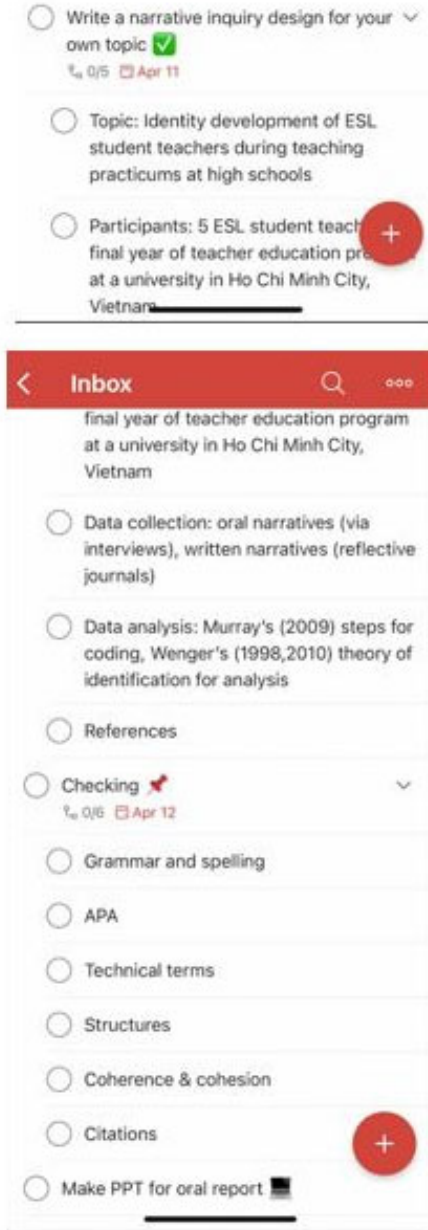 Write a narrative inquiry design for your
own topic ✅
0/5 Apr 11
Topic: Identity development of ESL
student teachers during teaching
practicums at high schools
Participants: 5 ESL student teach
final year of teacher education pr
at a university in Ho Chi Minh City,
Vietnam
Inbox
final year of teacher education program
at a university in Ho Chi Minh City,
Vietnam
Data collection: oral narratives (via
interviews), written narratives (reflective
journals)
Data analysis: Murray's (2009) steps for
coding, Wenger's (1998,2010) theory of
identification for analysis
References
Checking 📌
0/6 Apr 12
Grammar and spelling
APA
Technical terms
Structures
Coherence & cohesion
Citations
Make PPT for oral report 💻